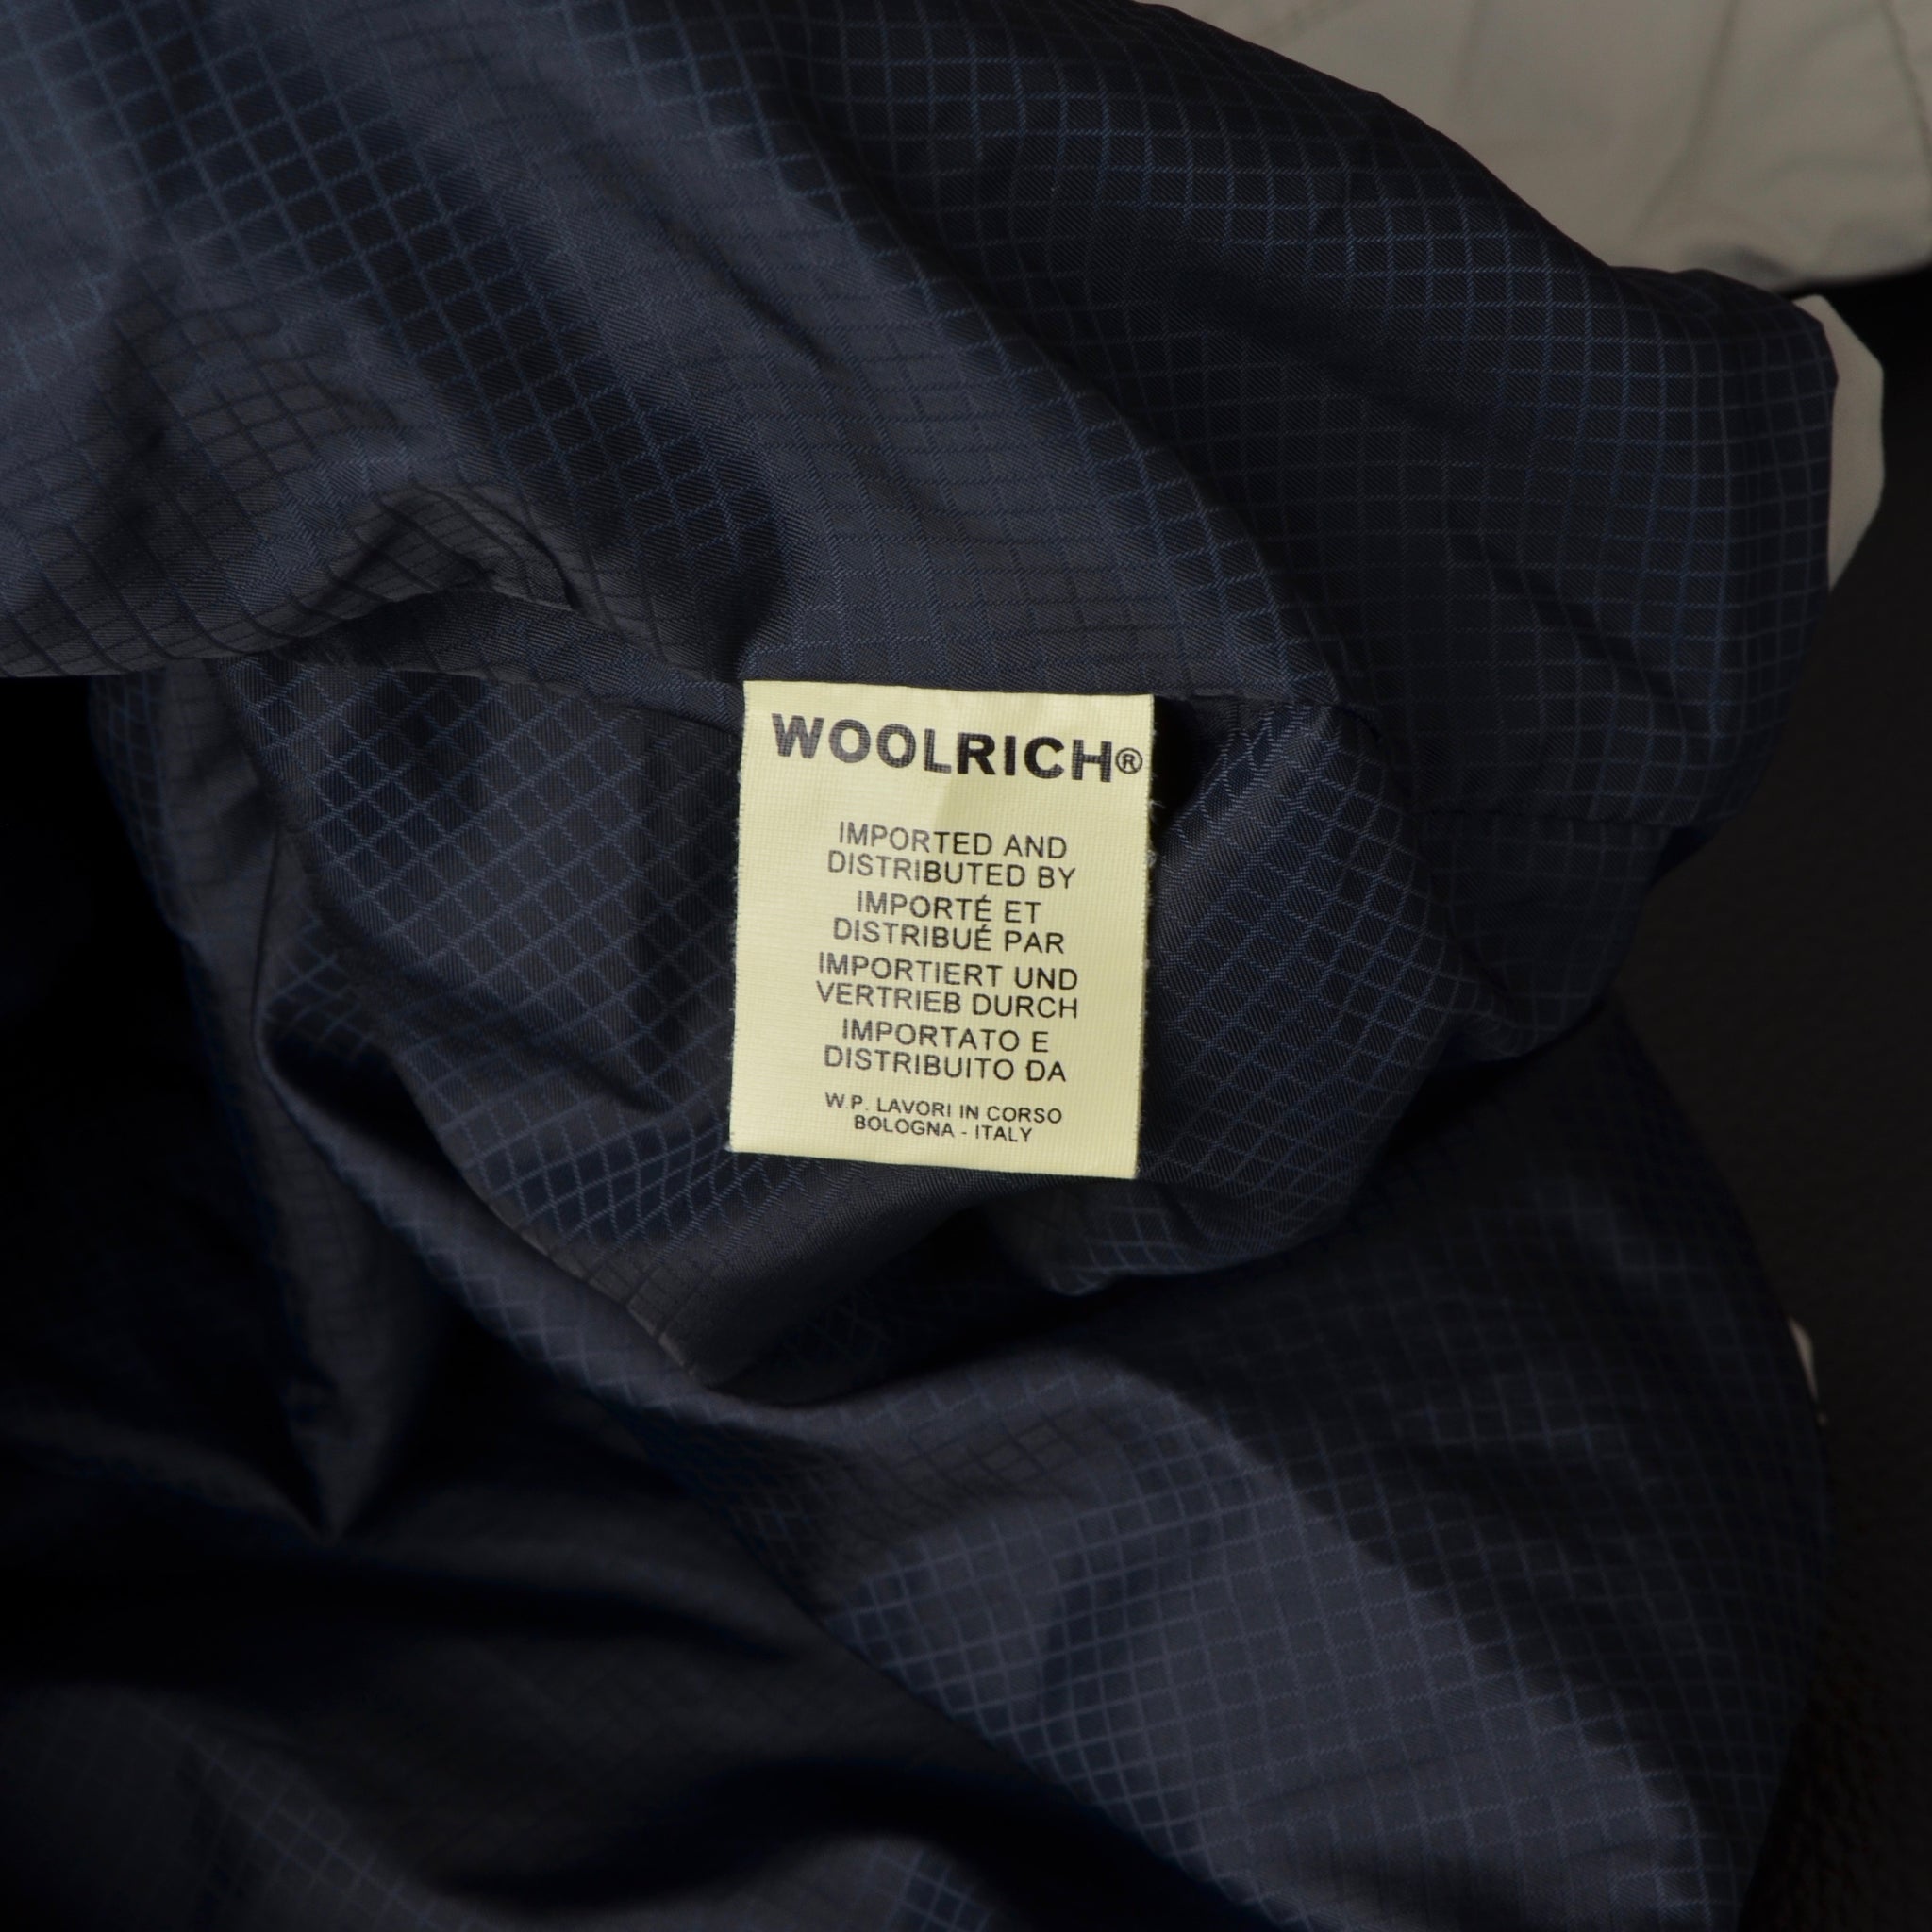 WOOLRICH®
IMPORTED AND
DISTRIBUTED BY
IMPORTÉ ET
DISTRIBUÉ PAR
IMPORTIERT UND
VERTRIEB DURCH
IMPORTATO E
DISTRIBUITO DA
W.P. LAVORI IN CORSO
BOLOGNA - ITALY